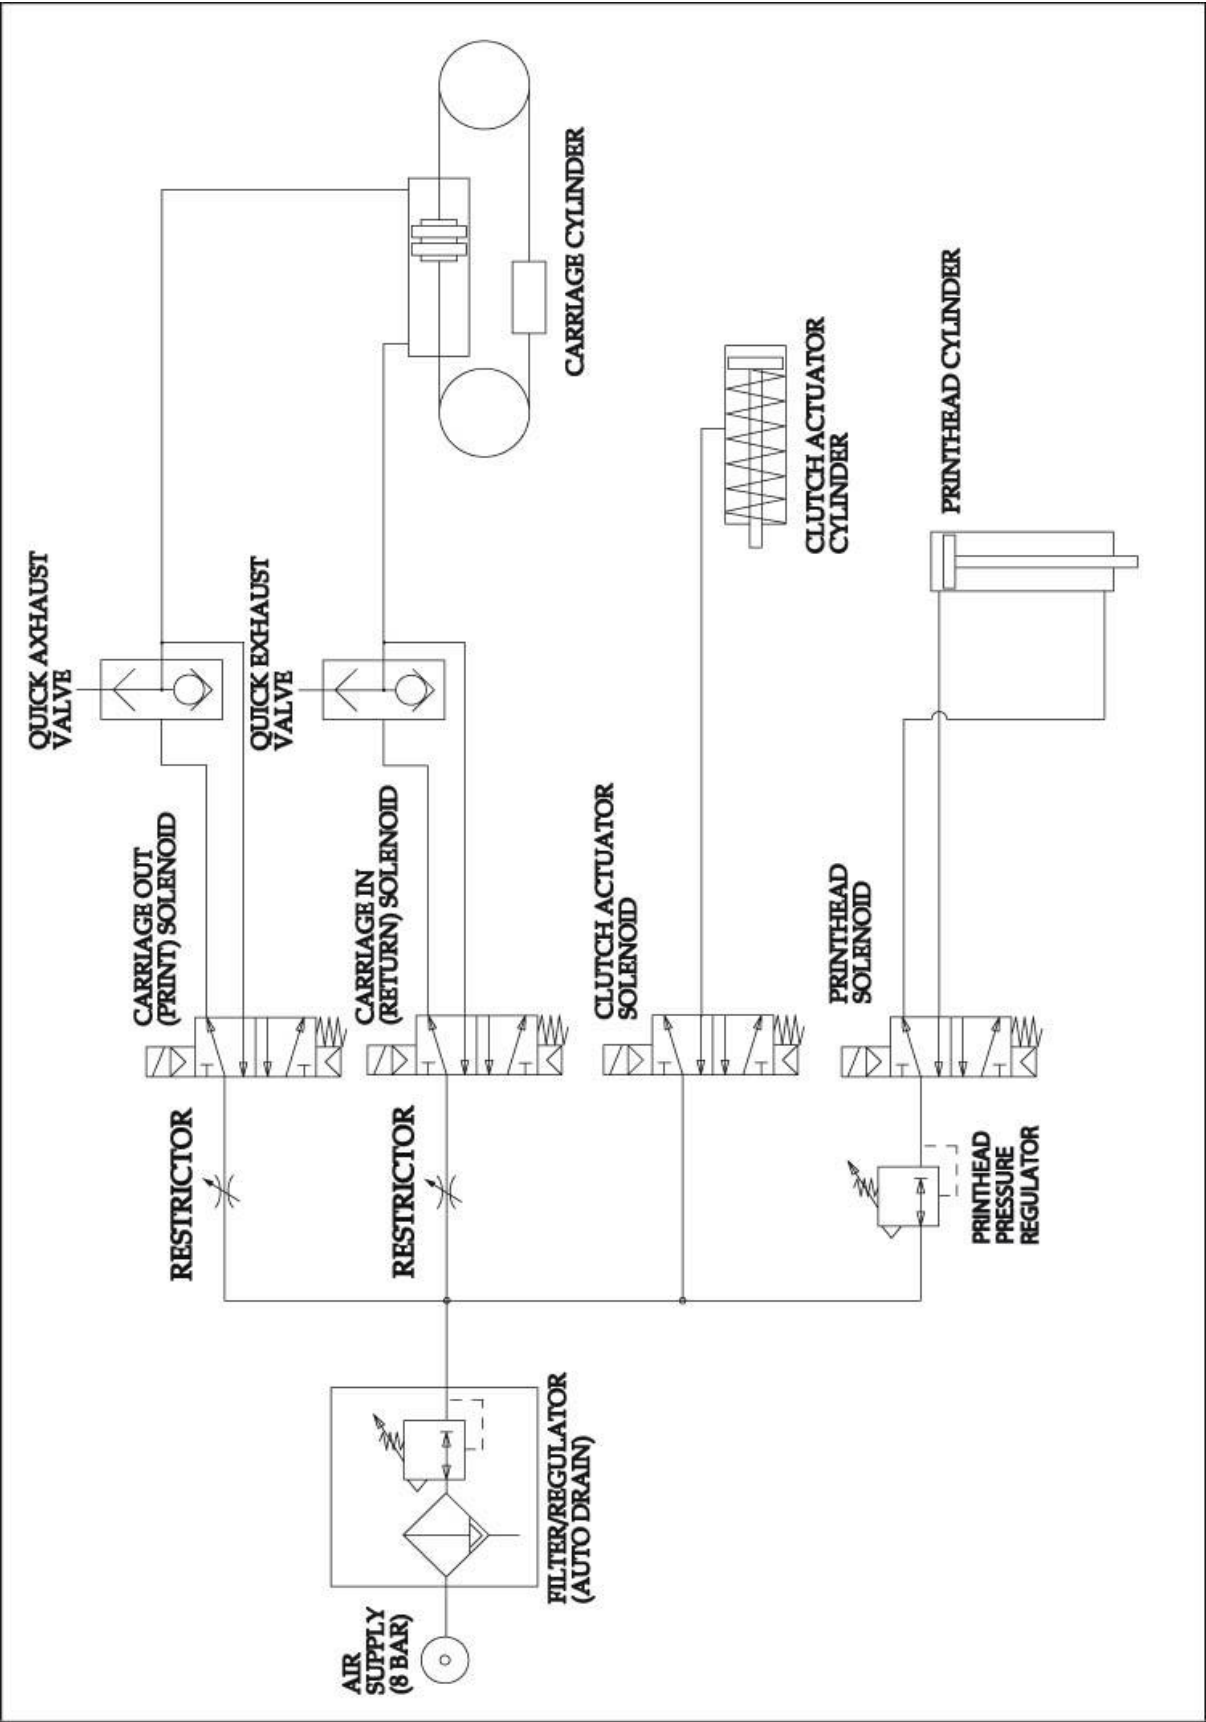 QUICK AXHAUST
VALVE
QUICK EXHAUST
VALVE
CARRIAGE CYLINDER
CLUTCH ACTUATOR
CYLINDER
PRINTHEAD CYLINDER
CARRIAGE OUT
(PRINT) SOLENOID
CARRIAGE IN
(RETURN) SOLENOID
CLUTCH ACTUATOR
SOLENOID
PRINTHEAD
SOLENOID
RESTRICTOR
RESTRICTOR
PRINTHEAD
PRESSURE
REGULATOR
AIR
SUPPLY
(8 BAR)
FILTER/REGULATOR
(AUTO DRAIN)